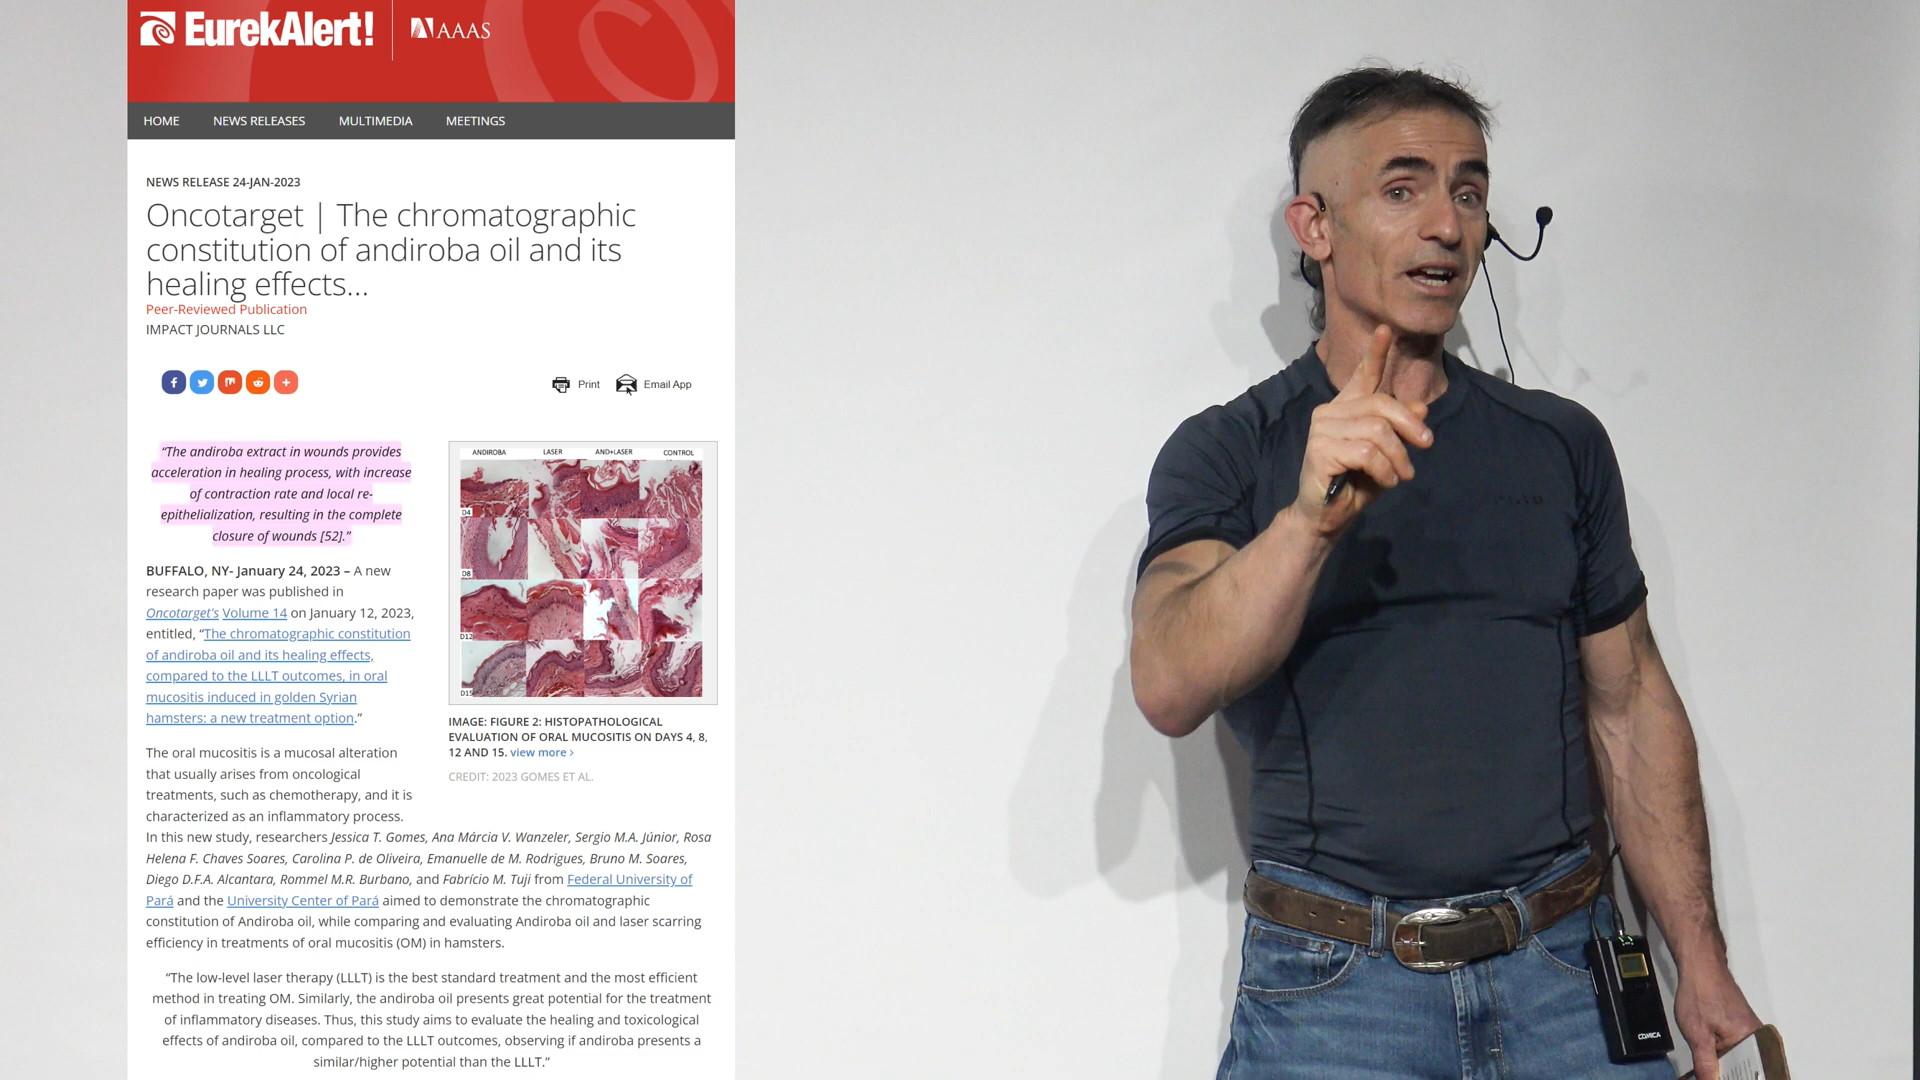 EurekAlert! AAAS
HOME NEWS RELEASES MULTIMEDIA MEETINGS
NEWS RELEASE 24-JAN-2023
Oncotarget | The chromatographic
constitution of andiroba oil and its
healing effects...
Peer-Reviewed Publication
IMPACT JOURNALS LLC
Print Email App
“The andiroba extract in wounds provides
acceleration in healing process, with increase
of contraction rate and local re-
epithelialization, resulting in the complete
closure of wounds [52].”
BUFFALO, NY- January 24, 2023 – A new
research paper was published in
Oncotarget's Volume 14 on January 12, 2023,
entitled, “The chromatographic constitution
of andiroba oil and its healing effects,
compared to the LLLT outcomes, in oral
mucositis induced in golden Syrian
hamsters: a new treatment option.”
The oral mucositis is a mucosal alteration
that usually arises from oncological
treatments, such as chemotherapy, and it is
characterized as an inflammatory process.
ANDIROBA LASER AND+LASER CONTROL
D4
D8
D12
D15
IMAGE: FIGURE 2: HISTOPATHOLOGICAL
EVALUATION OF ORAL MUCOSITIS ON DAYS 4, 8,
12 AND 15. view more ›
CREDIT: 2023 GOMES ET AL.
In this new study, researchers Jessica T. Gomes, Ana Márcia V. Wanzeler, Sergio M.A. Júnior, Rosa
Helena F. Chaves Soares, Carolina P. de Oliveira, Emanuelle de M. Rodrigues, Bruno M. Soares,
Diego D.F.A. Alcantara, Rommel M.R. Burbano, and Fabrício M. Tuji from Federal University of
Pará and the University Center of Pará aimed to demonstrate the chromatographic
constitution of Andiroba oil, while comparing and evaluating Andiroba oil and laser scarring
efficiency in treatments of oral mucositis (OM) in hamsters.
“The low-level laser therapy (LLLT) is the best standard treatment and the most efficient
method in treating OM. Similarly, the andiroba oil presents great potential for the treatment
of inflammatory diseases. Thus, this study aims to evaluate the healing and toxicological
effects of andiroba oil, compared to the LLLT outcomes, observing if andiroba presents a
similar/higher potential than the LLLT.”
COMICA